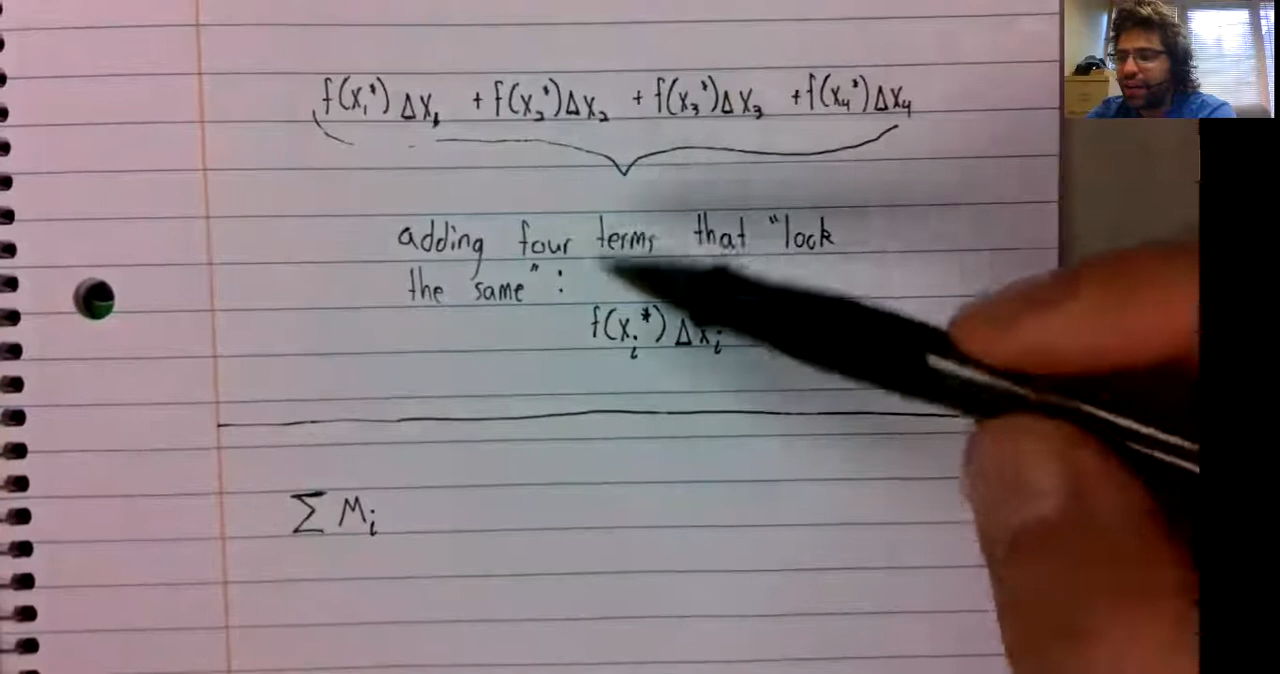 f(x₁*) Δx₁ + f(x₂*)Δx₂ + f(x₃*)Δx₃ + f(x₄*)Δx₄
adding four terms that "look
the same" :
f(xᵢ*) Δxᵢ
∑ Mᵢ